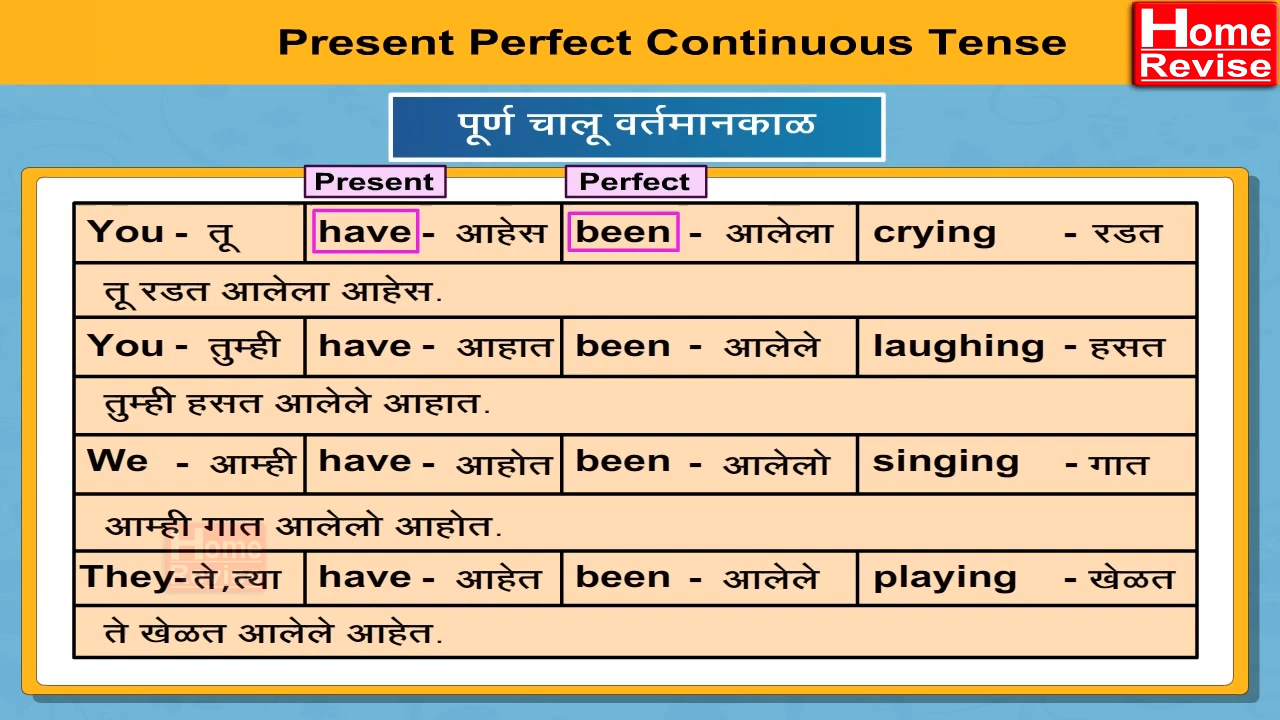 Present Perfect Continuous Tense
Home
Revise
पूर्ण चालू वर्तमानकाळ
Present Perfect
You - तू have - आहेस been - आलेला crying - रडत
तू रडत आलेला आहेस.
You - तुम्ही have - आहात been - आलेले laughing - हसत
तुम्ही हसत आलेले आहात.
We - आम्ही have - आहोत been - आलेलो singing - गात
आम्ही गात आलेलो आहोत.
Home
Revise
They- ते,त्या have - आहेत been - आलेले playing - खेळत
ते खेळत आलेले आहेत.